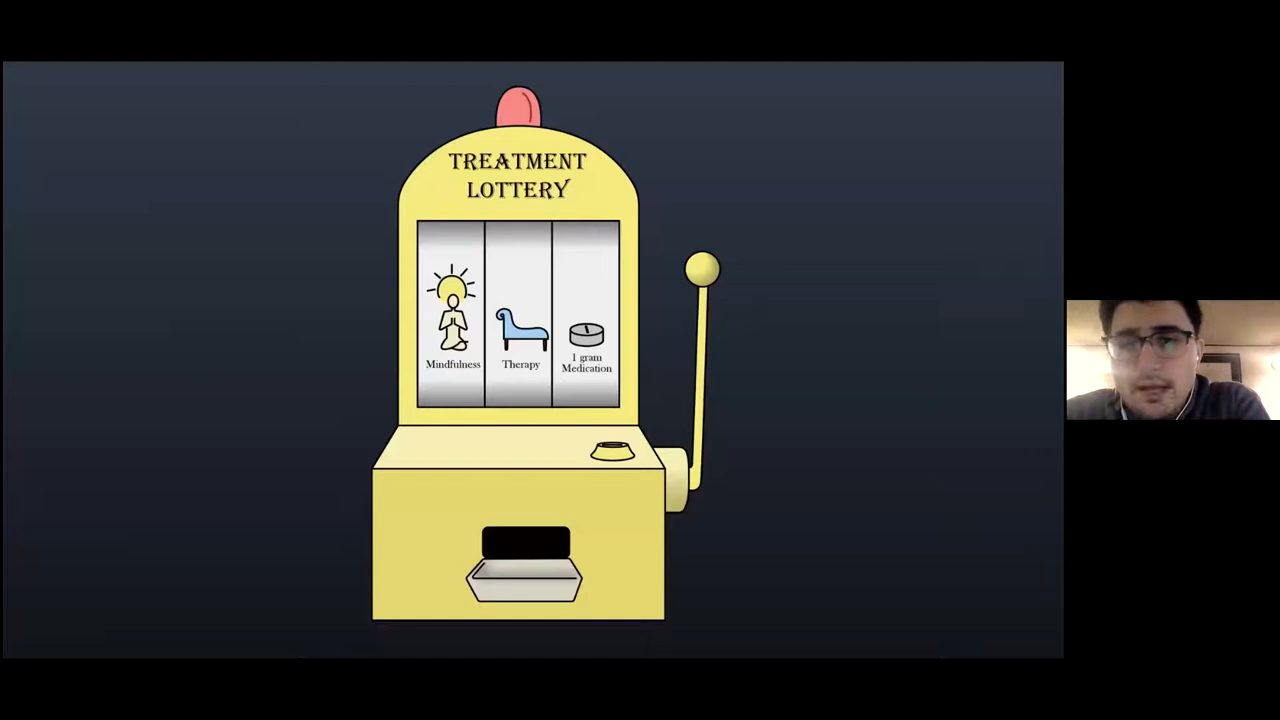 TREATMENT
LOTTERY
Mindfulness
Therapy
1 gram
Medication